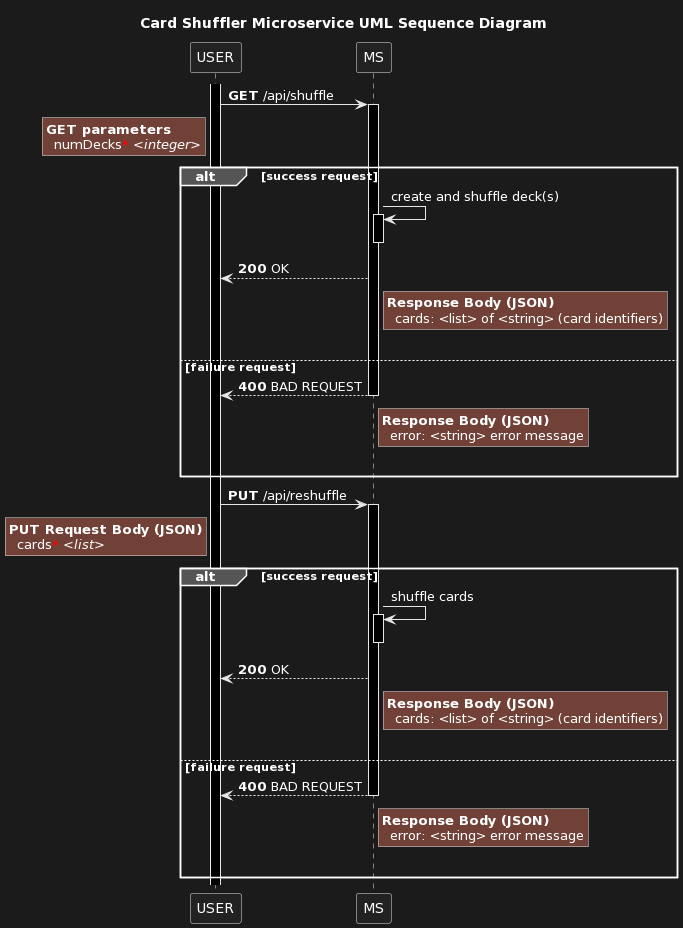 Card Shuffler Microservice UML Sequence Diagram
USER
MS
GET /api/shuffle
GET parameters
numDecks* <integer>
alt
[success request]
create and shuffle deck(s)
200 OK
Response Body (JSON)
cards: <list> of <string> (card identifiers)
[failure request]
400 BAD REQUEST
Response Body (JSON)
error: <string> error message
PUT /api/reshuffle
PUT Request Body (JSON)
cards* <list>
alt
[success request]
shuffle cards
200 OK
Response Body (JSON)
cards: <list> of <string> (card identifiers)
[failure request]
400 BAD REQUEST
Response Body (JSON)
error: <string> error message
USER
MS